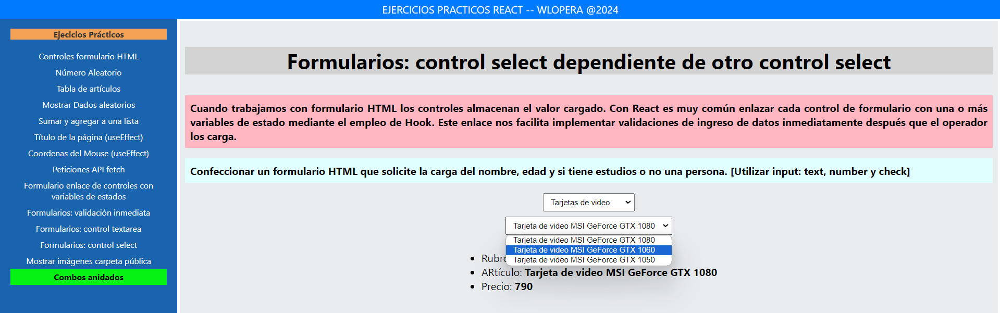 EJERCICIOS PRACTICOS REACT -- WLOPERA @2024
Ejecicios Prácticos
Controles formulario HTML
Número Aleatorio
Tabla de artículos
Mostrar Dados aleatorios
Sumar y agregar a una lista
Título de la página (useEffect)
Coordenas del Mouse (useEffect)
Peticiones API fetch
Formulario enlace de controles con
variables de estados
Formularios: validación inmediata
Formularios: control textarea
Formularios: control select
Mostrar imágenes carpeta pública
Combos anidados
Formularios: control select dependiente de otro control select
Cuando trabajamos con formulario HTML los controles almacenan el valor cargado. Con React es muy común enlazar cada control de formulario con una o más
variables de estado mediante el empleo de Hook. Este enlace nos facilita implementar validaciones de ingreso de datos inmediatamente después que el operador
los carga.
Confeccionar un formulario HTML que solicite la carga del nombre, edad y si tiene estudios o no una persona. [Utilizar input: text, number y check]
Tarjetas de video
Tarjeta de video MSI GeForce GTX 1080
Tarjeta de video MSI GeForce GTX 1080
Tarjeta de video MSI GeForce GTX 1060
Tarjeta de video MSI GeForce GTX 1050
• ARtículo: Tarjeta de video MSI GeForce GTX 1080
• Precio: 790